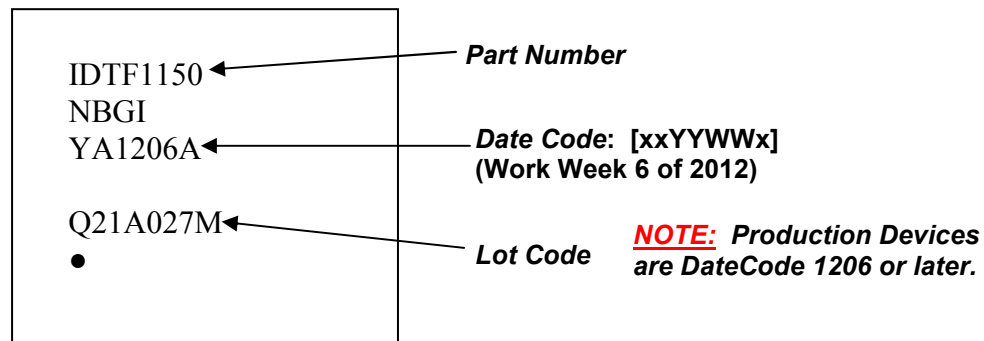 IDTF1150
NBGI
YA1206A
Q21A027M
Part Number
Date Code:  [xxYYWWx]
(Work Week 6 of 2012)
Lot Code
NOTE:  Production Devices
are DateCode 1206 or later.